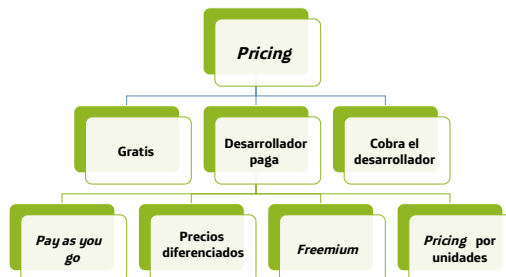 Pricing
Gratis
Desarrollador
paga
Cobra el
desarrollador
Pay as you
go
Precios
diferenciados
Freemium
Pricing por
unidades